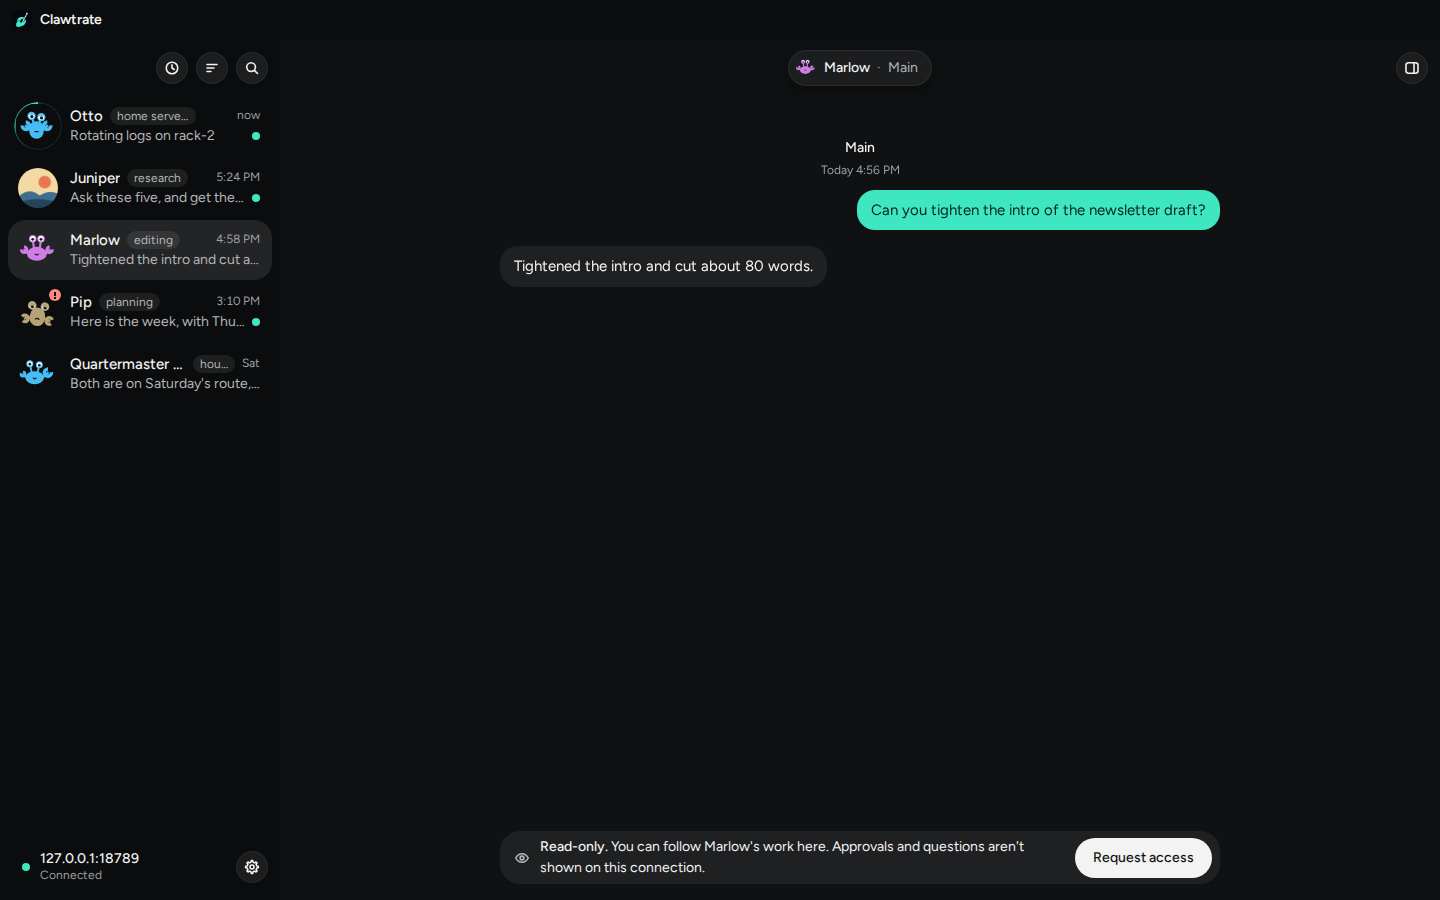 Clawtrate
Otto home serve... now
Rotating logs on rack-2
Juniper research 5:24 PM
Ask these five, and get the...
Marlow editing 4:58 PM
Tightened the intro and cut a...
Pip planning 3:10 PM
Here is the week, with Thu...
Quartermaster ... hou... Sat
Both are on Saturday's route,...
127.0.0.1:18789
Connected
Marlow · Main
Main
Today 4:56 PM
Can you tighten the intro of the newsletter draft?
Tightened the intro and cut about 80 words.
Read-only. You can follow Marlow's work here. Approvals and questions aren't
shown on this connection.
Request access